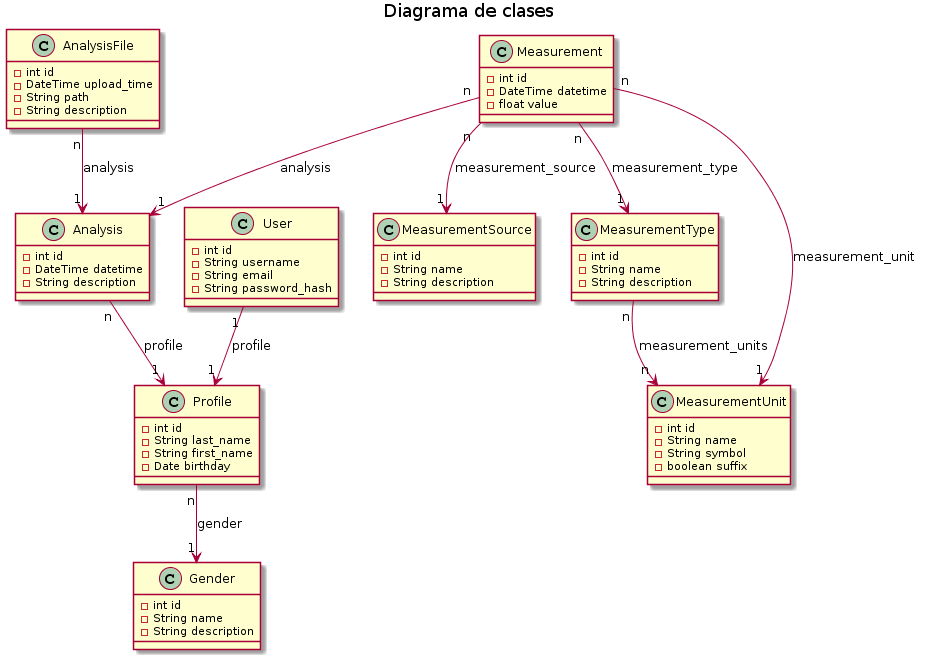 Diagrama de clases
C AnalysisFile
int id
DateTime upload_time
String path
String description
C Measurement
int id
DateTime datetime
float value
n
analysis
1
n
analysis
1
n
measurement_source
1
n
measurement_type
1
n
measurement_unit
1
C Analysis
int id
DateTime datetime
String description
C User
int id
String username
String email
String password_hash
C MeasurementSource
int id
String name
String description
C MeasurementType
int id
String name
String description
n
profile
1
1
profile
1
n
measurement_units
n
C Profile
int id
String last_name
String first_name
Date birthday
C MeasurementUnit
int id
String name
String symbol
boolean suffix
n
gender
1
C Gender
int id
String name
String description